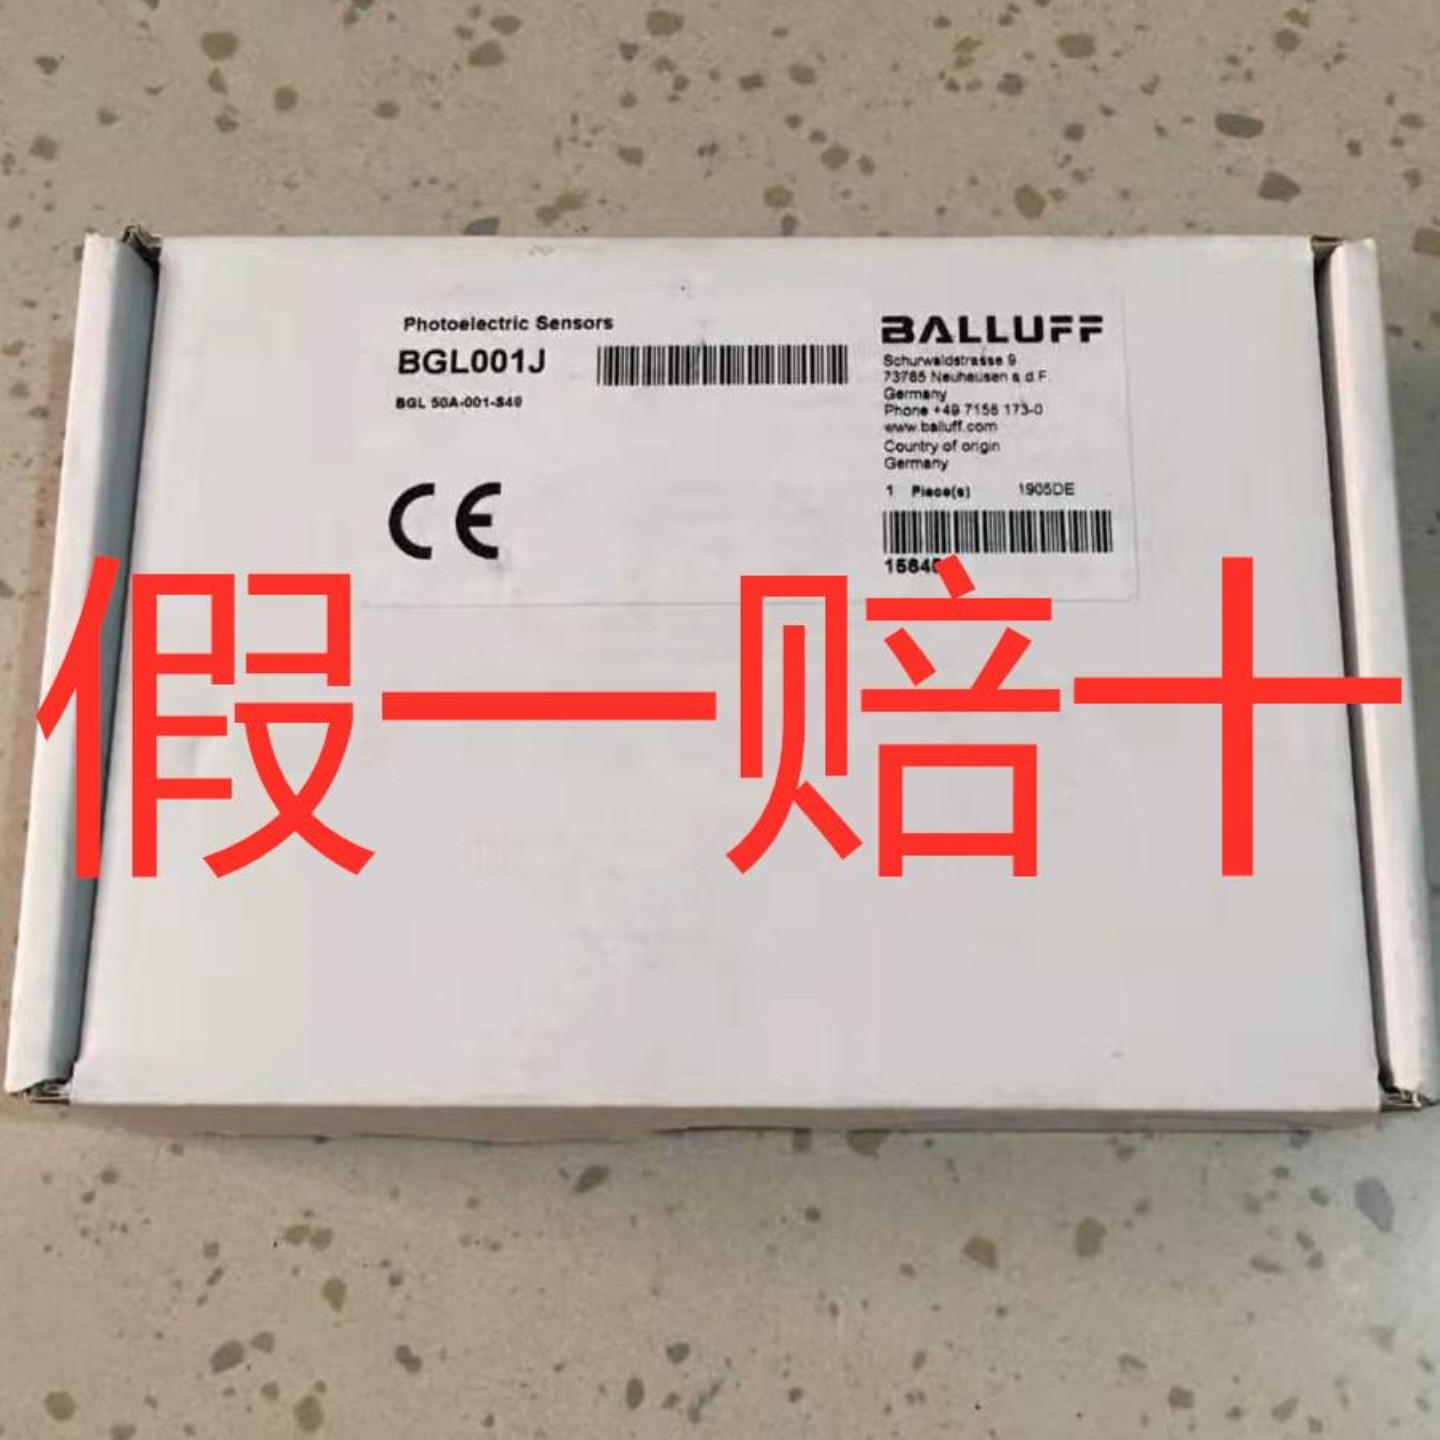 Photoelectric Sensors
BGL001J
BGL 50A-001-S49
BALLUFF
Schurwaldstrasse 9
73765 Neuhausen a.d.F.
Germany
Phone +49 7158 173-0
www.balluff.com
Country of origin
Germany
1 Piece(s) 1905DE
1564
假一赔十